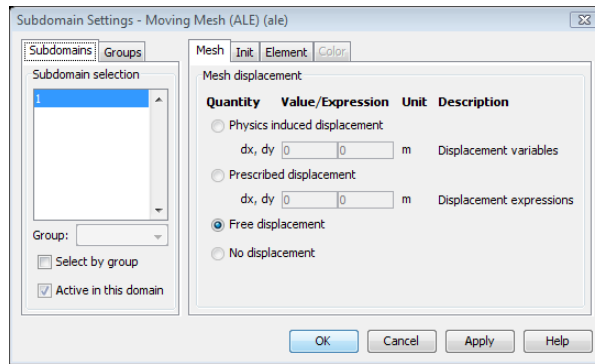 Subdomain Settings - Moving Mesh (ALE) (ale)
Subdomains Groups
Subdomain selection
1
Group:
Select by group
Active in this domain
Mesh Init Element Color
Mesh displacement
Quantity Value/Expression Unit Description
Physics induced displacement
dx, dy 0 0 m Displacement variables
Prescribed displacement
dx, dy 0 0 m Displacement expressions
Free displacement
No displacement
OK Cancel Apply Help